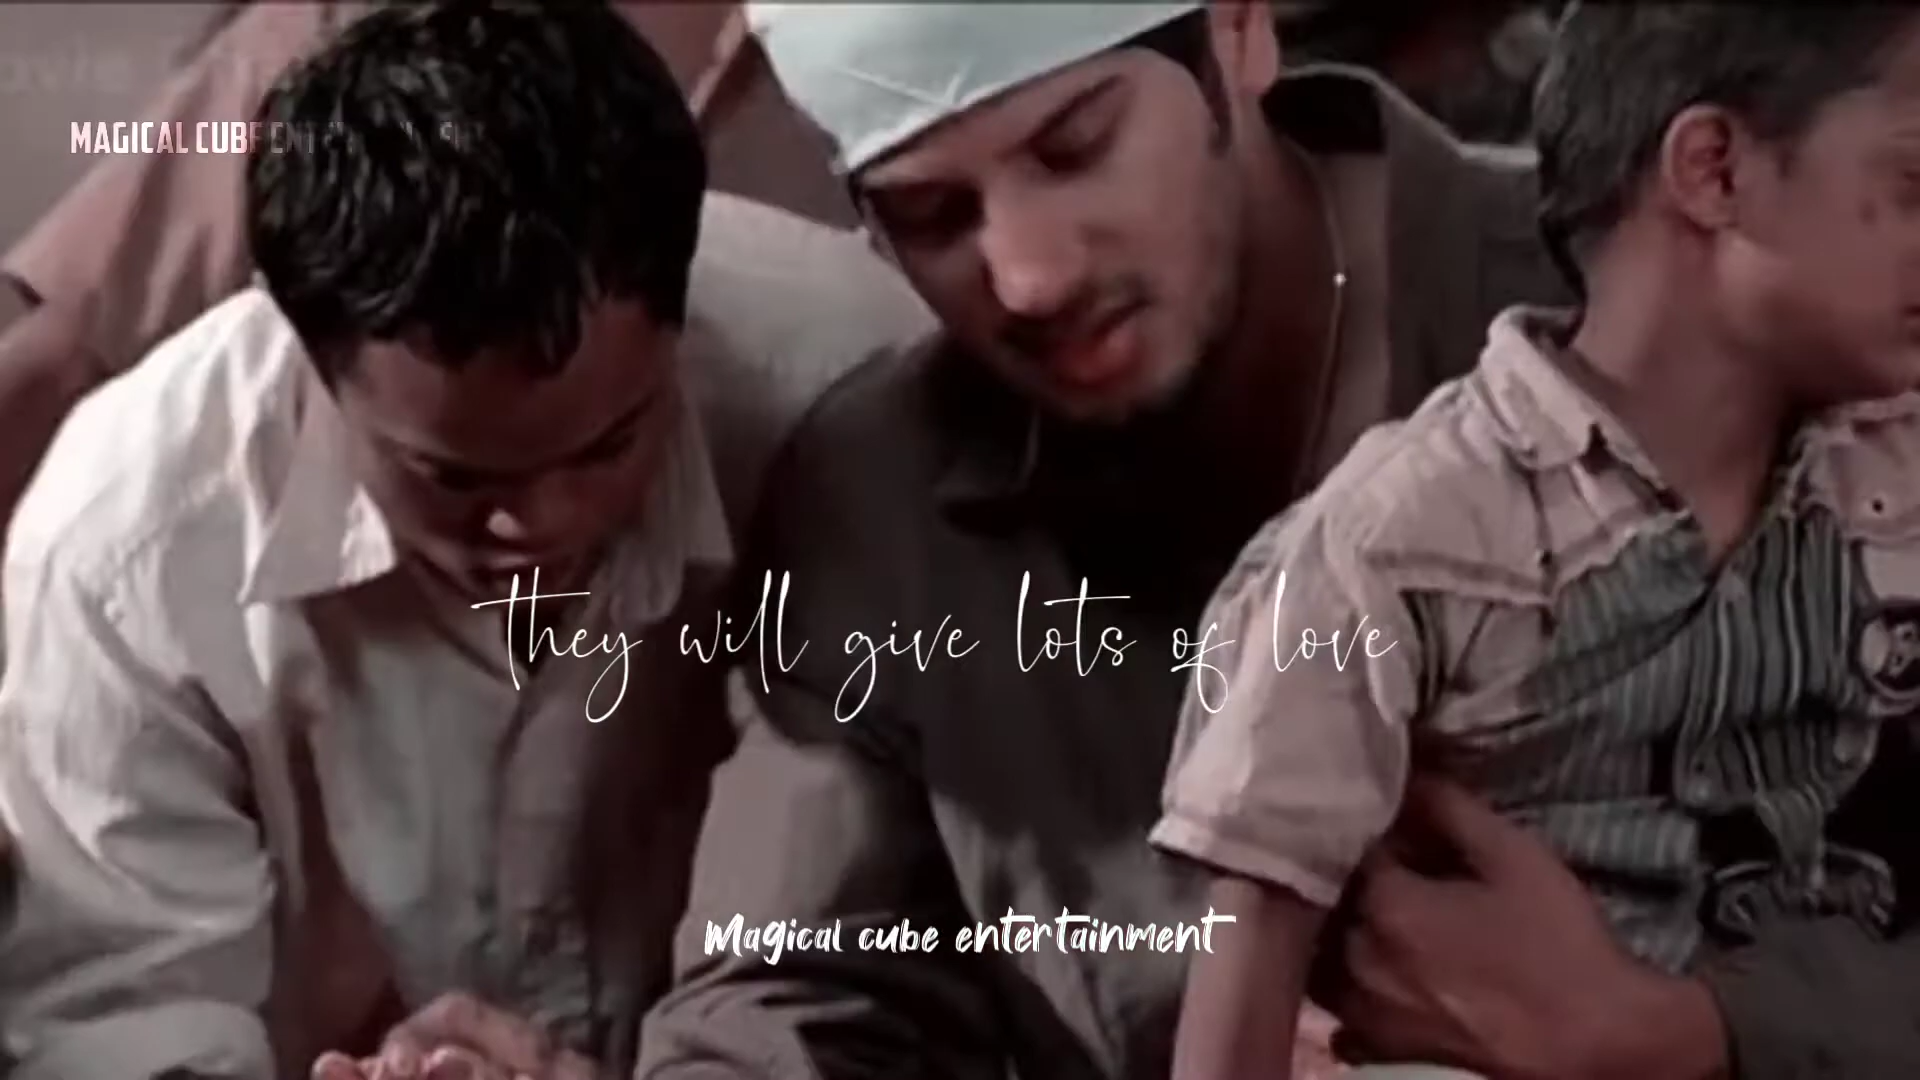 MAGICAL CUBE
they will give lots of love
Magical cube entertainment